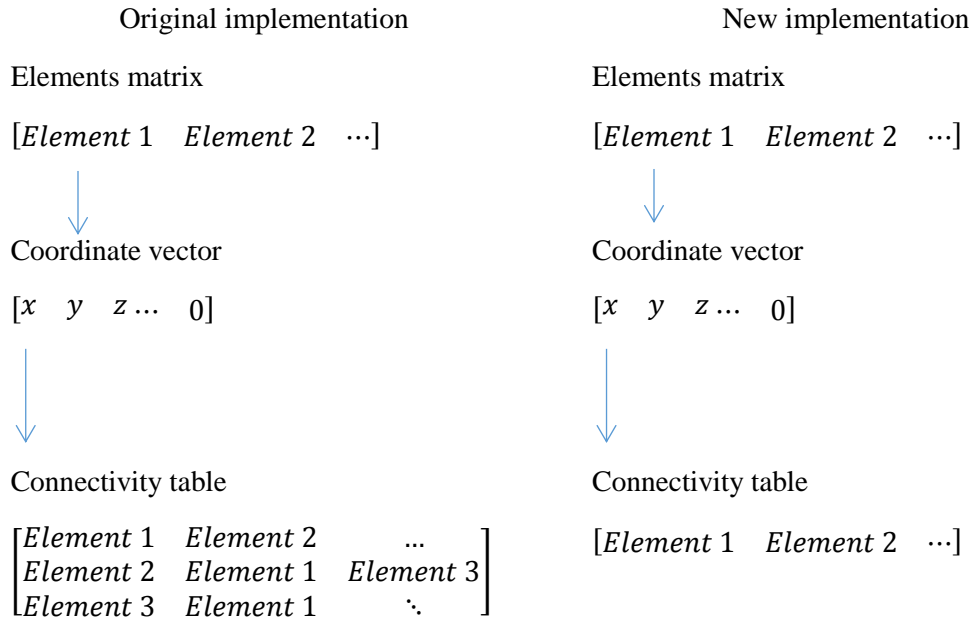 Original implementation
Elements matrix
[Element 1 Element 2 ⋯]
Coordinate vector
[x y z … 0]
Connectivity table
[Element 1 Element 2 …
Element 2 Element 1 Element 3
Element 3 Element 1 ⋱]
New implementation
Elements matrix
[Element 1 Element 2 ⋯]
Coordinate vector
[x y z … 0]
Connectivity table
[Element 1 Element 2 ⋯]